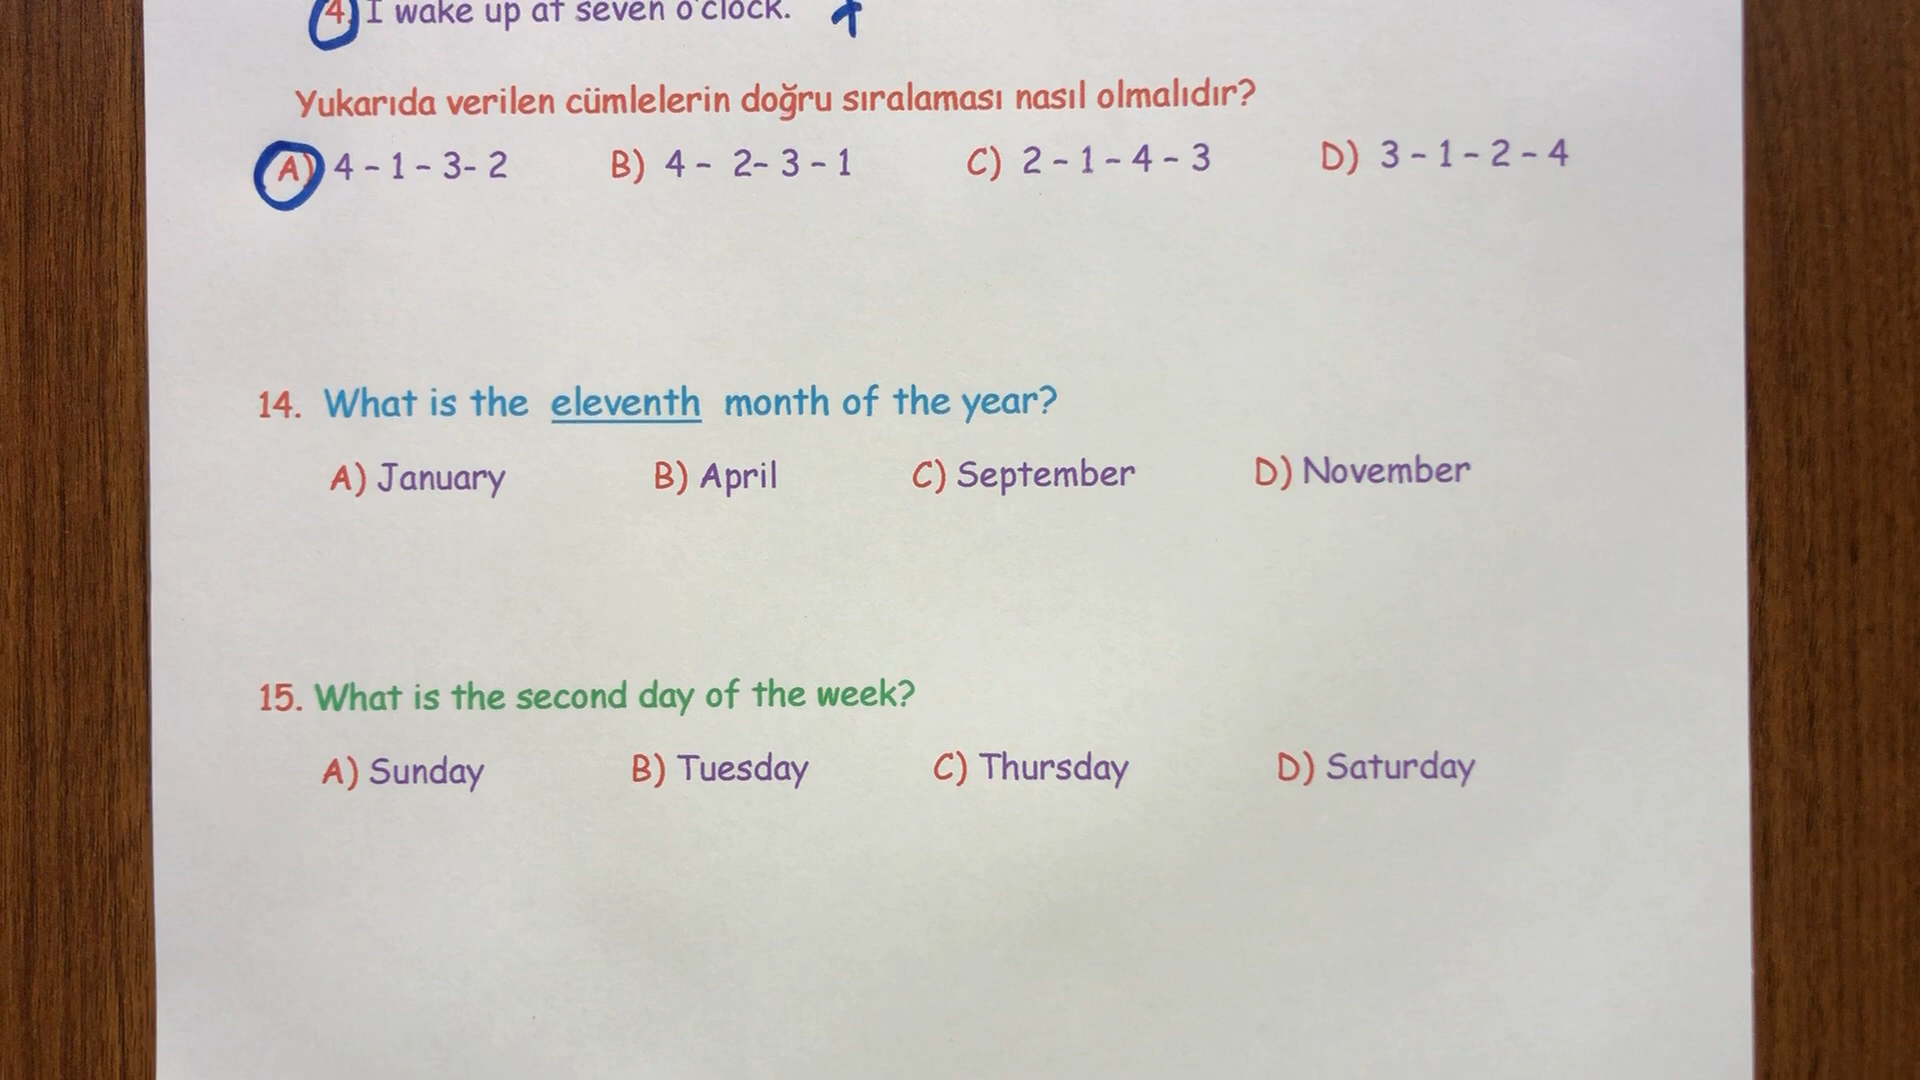 4) I wake up at seven o'clock.
Yukarıda verilen cümlelerin doğru sıralaması nasıl olmalıdır?
A) 4 - 1 - 3- 2 B) 4 - 2- 3 - 1 C) 2 - 1 - 4 - 3 D) 3 - 1 - 2 - 4
14. What is the eleventh month of the year?
A) January B) April C) September D) November
15. What is the second day of the week?
A) Sunday B) Tuesday C) Thursday D) Saturday